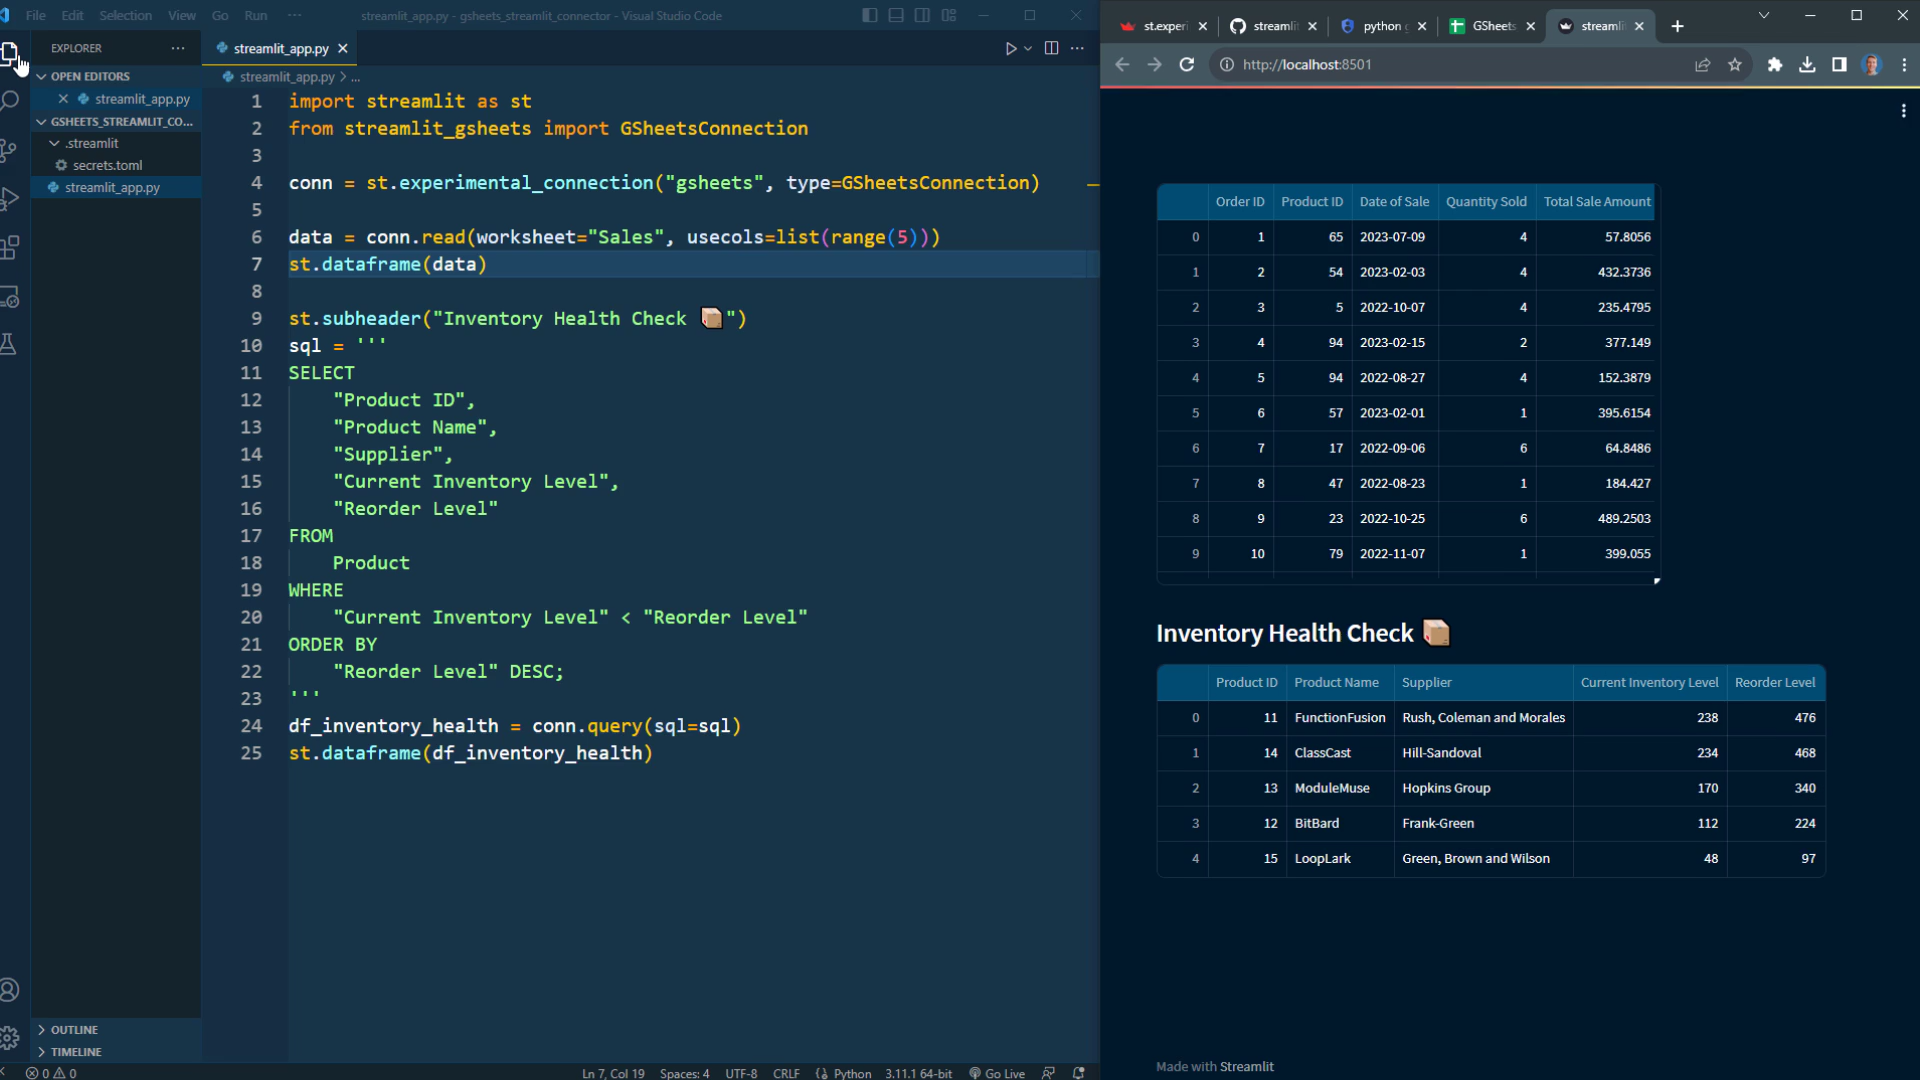 File Edit Selection View Go Run ··· streamlit_app.py - gsheets_streamlit_connector - Visual Studio Code
EXPLORER ···
OPEN EDITORS
streamlit_app.py
GSHEETS_STREAMLIT_CO...
.streamlit
secrets.toml
streamlit_app.py
OUTLINE
TIMELINE
streamlit_app.py
streamlit_app.py > ...
1 import streamlit as st
2 from streamlit_gsheets import GSheetsConnection
3
4 conn = st.experimental_connection("gsheets", type=GSheetsConnection)
5
6 data = conn.read(worksheet="Sales", usecols=list(range(5)))
7 st.dataframe(data)
8
9 st.subheader("Inventory Health Check 📦")
10 sql = '''
11 SELECT
12 "Product ID",
13 "Product Name",
14 "Supplier",
15 "Current Inventory Level",
16 "Reorder Level"
17 FROM
18 Product
19 WHERE
20 "Current Inventory Level" < "Reorder Level"
21 ORDER BY
22 "Reorder Level" DESC;
23 '''
24 df_inventory_health = conn.query(sql=sql)
25 st.dataframe(df_inventory_health)
0 0 Ln 7, Col 19 Spaces: 4 UTF-8 CRLF Python 3.11.1 64-bit Go Live
st.experi streamlit python g GSheets streamli
http://localhost:8501
Order ID Product ID Date of Sale Quantity Sold Total Sale Amount
0 1 65 2023-07-09 4 57.8056
1 2 54 2023-02-03 4 432.3736
2 3 5 2022-10-07 4 235.4795
3 4 94 2023-02-15 2 377.149
4 5 94 2022-08-27 4 152.3879
5 6 57 2023-02-01 1 395.6154
6 7 17 2022-09-06 6 64.8486
7 8 47 2022-08-23 1 184.427
8 9 23 2022-10-25 6 489.2503
9 10 79 2022-11-07 1 399.055
Inventory Health Check 📦
Product ID Product Name Supplier Current Inventory Level Reorder Level
0 11 FunctionFusion Rush, Coleman and Morales 238 476
1 14 ClassCast Hill-Sandoval 234 468
2 13 ModuleMuse Hopkins Group 170 340
3 12 BitBard Frank-Green 112 224
4 15 LoopLark Green, Brown and Wilson 48 97
Made with Streamlit